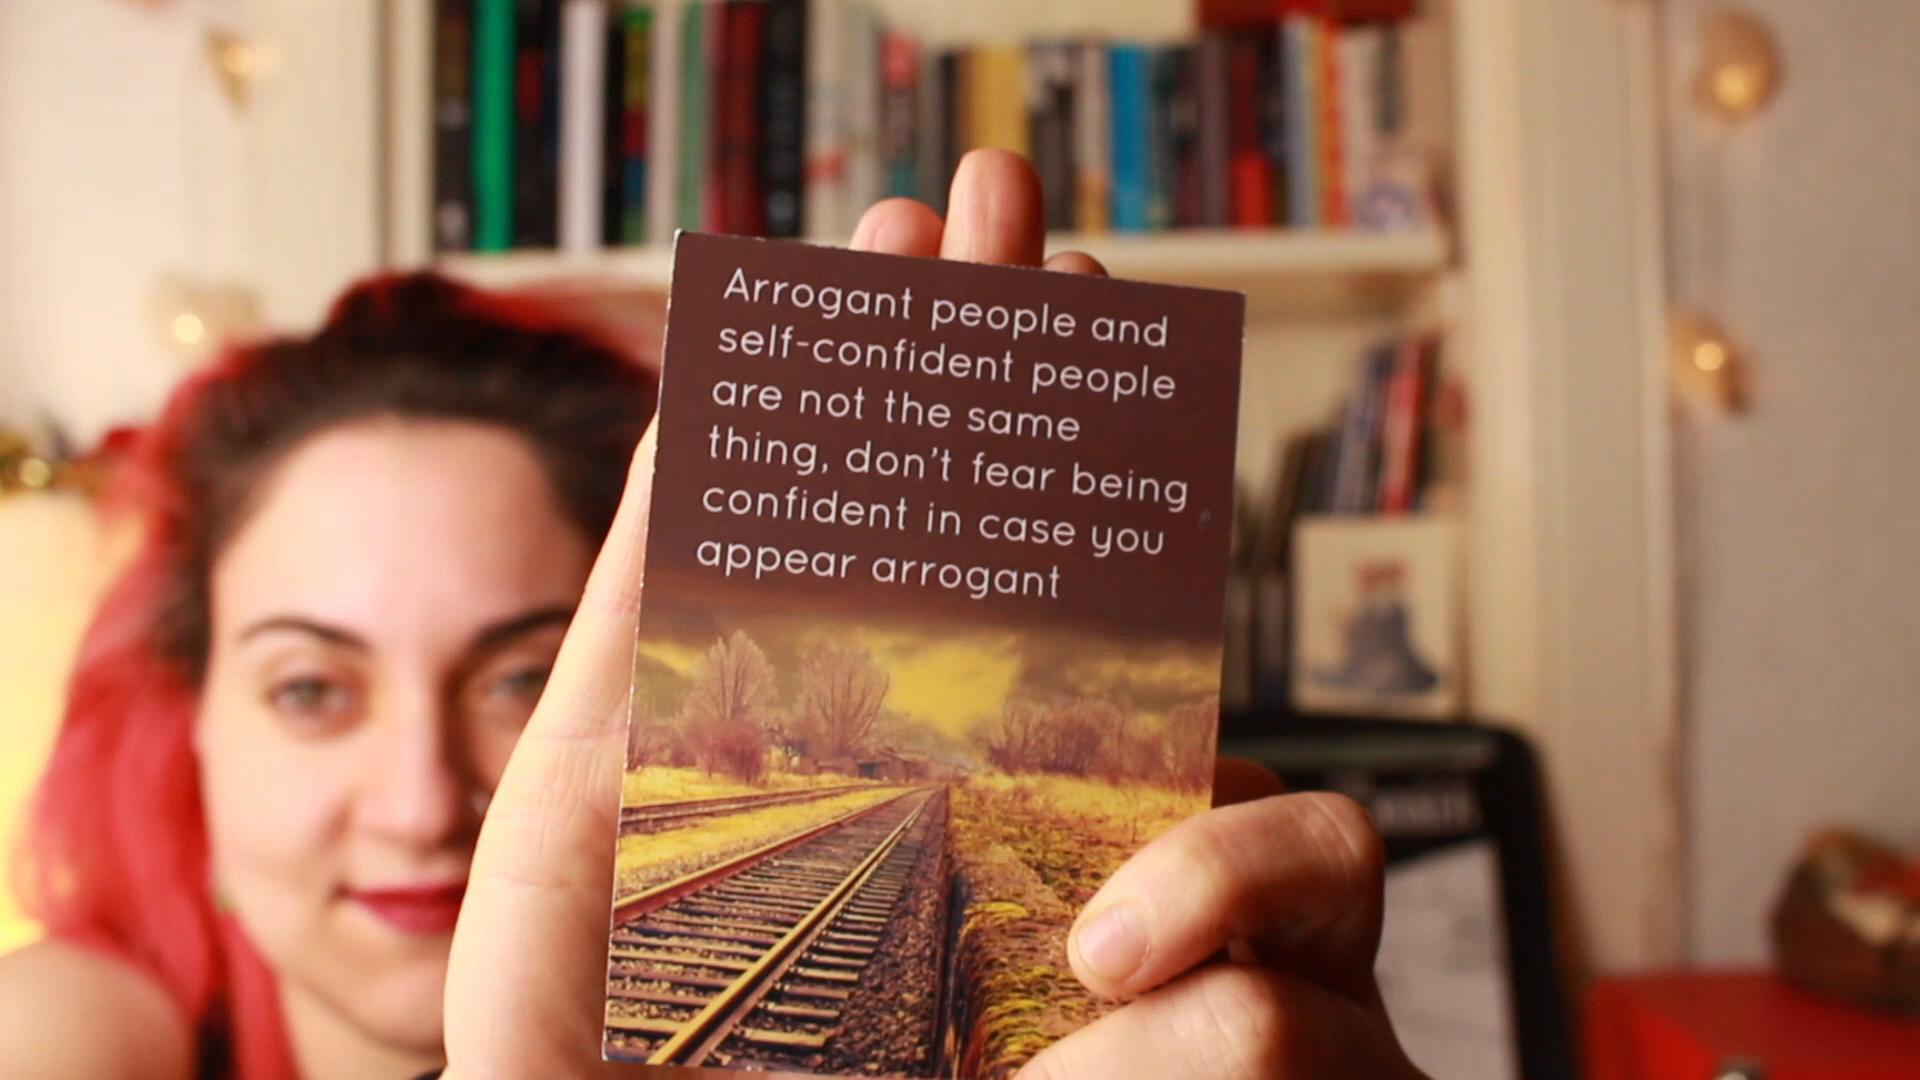 Arrogant people and
self-confident people
are not the same
thing, don't fear being
confident in case you
appear arrogant